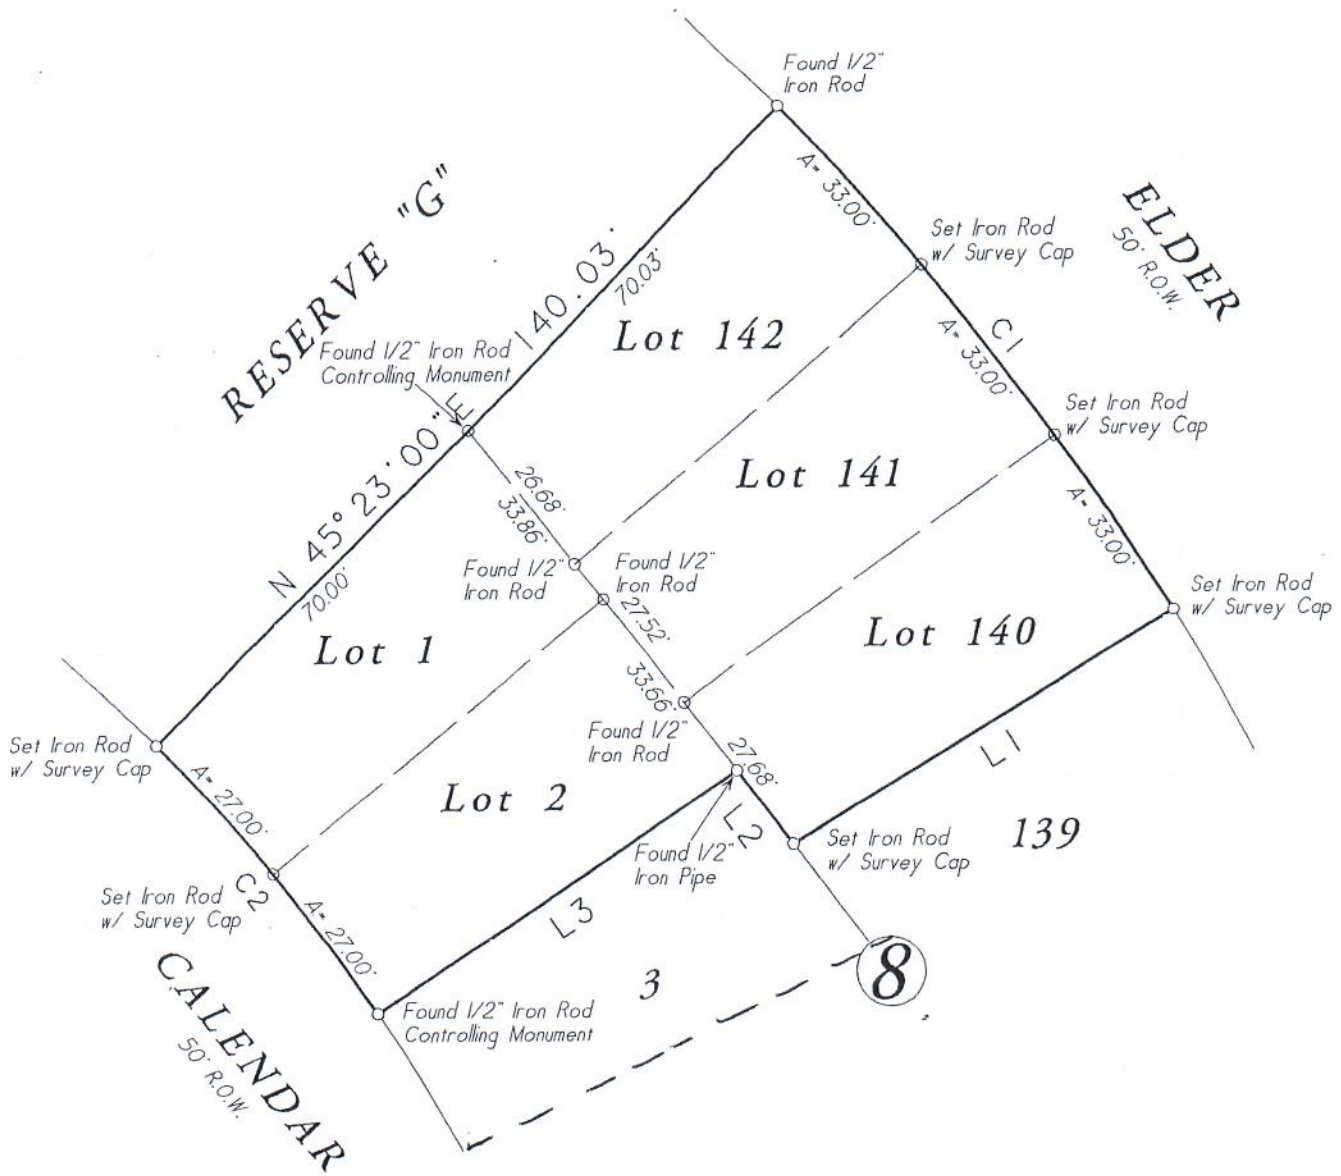 Found 1/2"
Iron Rod
A= 33.00'
ELDER
50' R.O.W.
RESERVE "G"
Set Iron Rod
w/ Survey Cap
N 45° 23' 00" E 140.03'
70.03'
Lot 142
C1
A= 33.00'
Found 1/2" Iron Rod
Controlling Monument
Set Iron Rod
w/ Survey Cap
Lot 141
26.68'
33.86'
A= 33.00'
70.00'
Found 1/2"
Iron Rod
Found 1/2"
Iron Rod
Set Iron Rod
w/ Survey Cap
Lot 1
27.52'
33.66'
Lot 140
Found 1/2"
Iron Rod
Set Iron Rod
w/ Survey Cap
A= 27.00'
27.68'
L1
Lot 2
L2
139
Set Iron Rod
w/ Survey Cap
Found 1/2"
Iron Pipe
Set Iron Rod
w/ Survey Cap
C2
A= 27.00'
L3
3
8
Found 1/2" Iron Rod
Controlling Monument
CALENDAR
50' R.O.W.